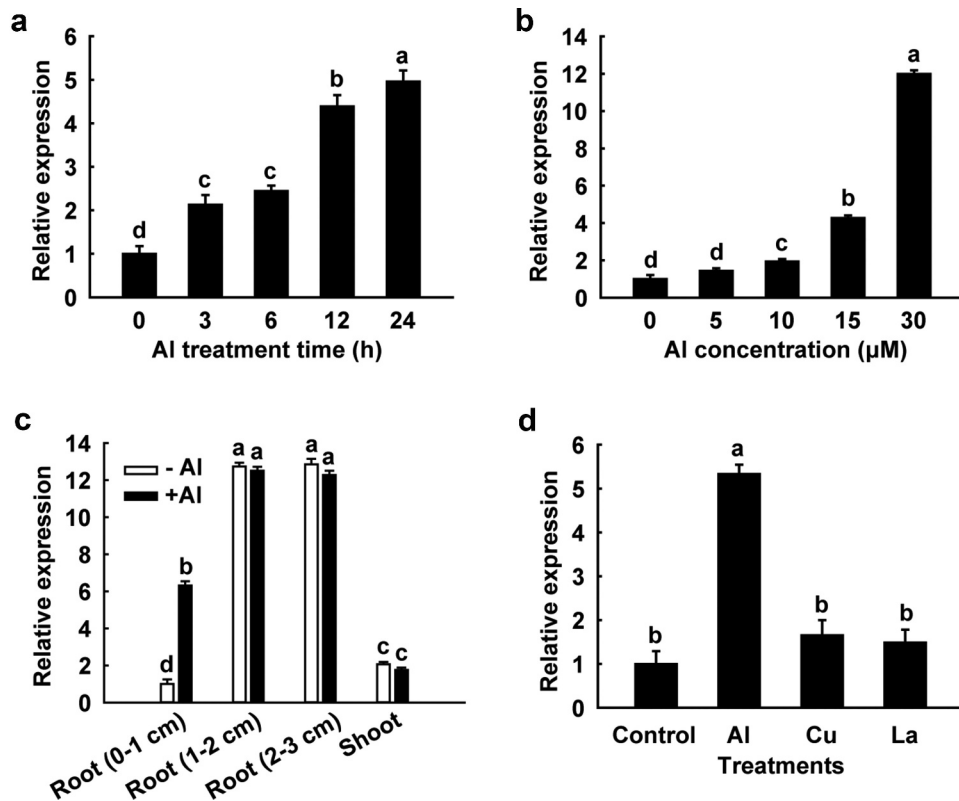 a
Relative expression
6
5
4
3
2
1
0
d
c
c
b
a
0 3 6 12 24
Al treatment time (h)
b
Relative expression
14
12
10
8
6
4
2
0
d
d
c
b
a
0 5 10 15 30
Al concentration (µM)
c
Relative expression
14
12
10
8
6
4
2
0
- Al
+Al
d
b
a a
a a
c c
Root (0-1 cm)
Root (1-2 cm)
Root (2-3 cm)
Shoot
d
Relative expression
6
5
4
3
2
1
0
b
a
b
b
Control Al Cu La
Treatments